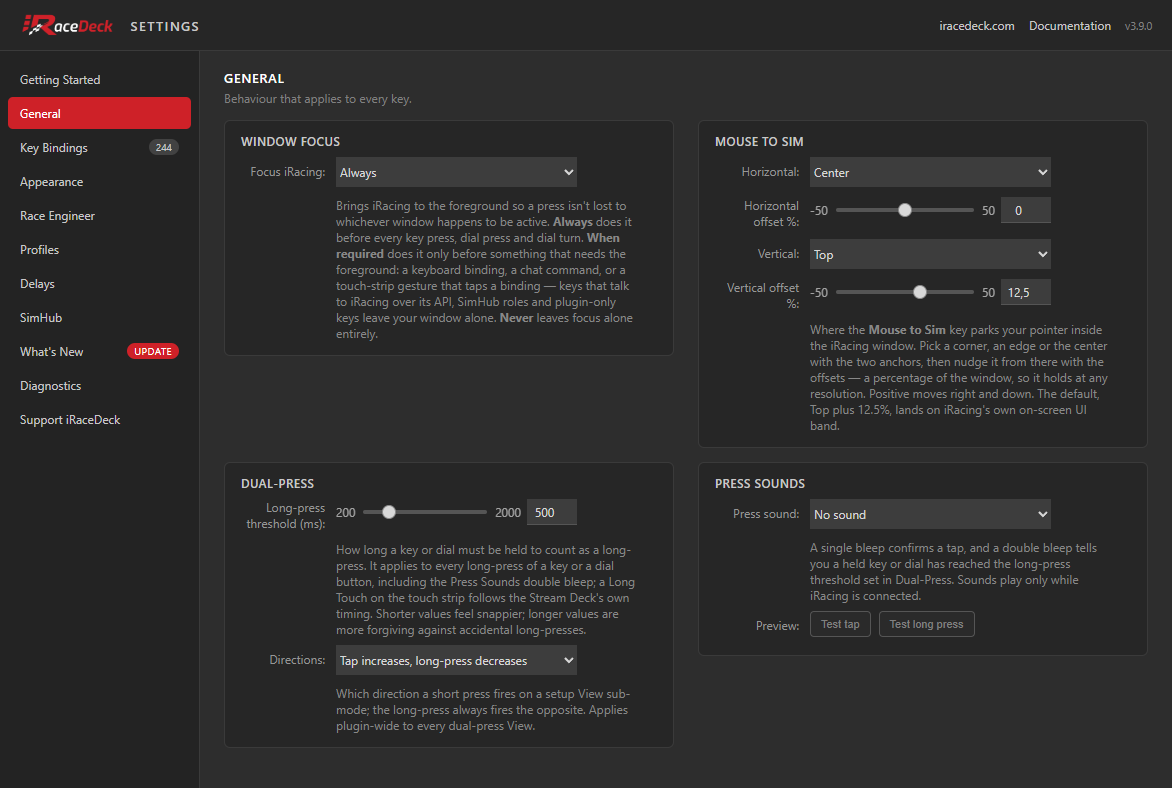 iRaceDeck SETTINGS
iracedeck.com Documentation v3.9.0
Getting Started
General
Key Bindings 244
Appearance
Race Engineer
Profiles
Delays
SimHub
What's New UPDATE
Diagnostics
Support iRaceDeck
GENERAL
Behaviour that applies to every key.
WINDOW FOCUS
Focus iRacing: Always
Brings iRacing to the foreground so a press isn't lost to
whichever window happens to be active. Always does it
before every key press, dial press and dial turn. When
required does it only before something that needs the
foreground: a keyboard binding, a chat command, or a
touch-strip gesture that taps a binding — keys that talk
to iRacing over its API, SimHub roles and plugin-only
keys leave your window alone. Never leaves focus alone
entirely.
MOUSE TO SIM
Horizontal: Center
Horizontal
offset %: -50 50 0
Vertical: Top
Vertical offset
%: -50 50 12,5
Where the Mouse to Sim key parks your pointer inside
the iRacing window. Pick a corner, an edge or the center
with the two anchors, then nudge it from there with the
offsets — a percentage of the window, so it holds at any
resolution. Positive moves right and down. The default,
Top plus 12.5%, lands on iRacing's own on-screen UI
band.
DUAL-PRESS
Long-press
threshold (ms): 200 2000 500
How long a key or dial must be held to count as a long-
press. It applies to every long-press of a key or a dial
button, including the Press Sounds double bleep; a Long
Touch on the touch strip follows the Stream Deck's own
timing. Shorter values feel snappier; longer values are
more forgiving against accidental long-presses.
Directions: Tap increases, long-press decreases
Which direction a short press fires on a setup View sub-
mode; the long-press always fires the opposite. Applies
plugin-wide to every dual-press View.
PRESS SOUNDS
Press sound: No sound
A single bleep confirms a tap, and a double bleep tells
you a held key or dial has reached the long-press
threshold set in Dual-Press. Sounds play only while
iRacing is connected.
Preview: Test tap Test long press